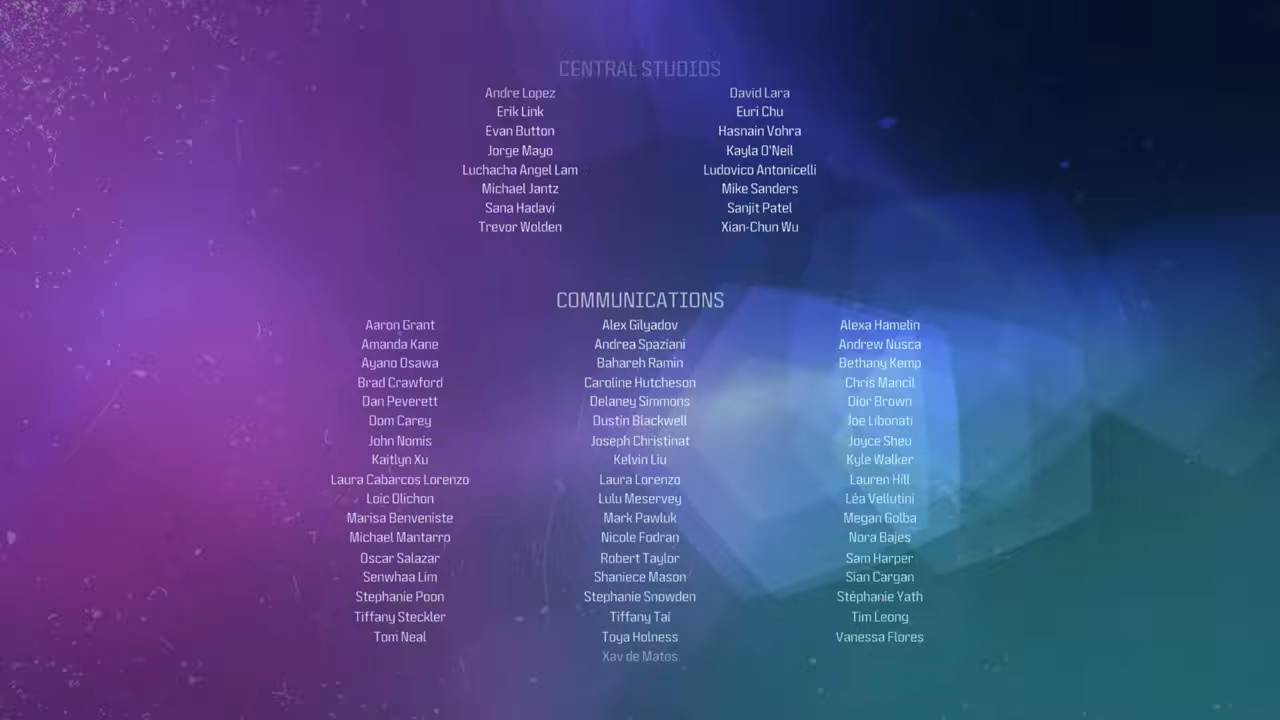 CENTRAL STUDIOS
Andre Lopez David Lara
Erik Link Euri Chu
Evan Button Hasnain Vohra
Jorge Mayo Kayla O'Neil
Luchacha Angel Lam Ludovico Antonicelli
Michael Jantz Mike Sanders
Sana Hadavi Sanjit Patel
Trevor Wolden Xian-Chun Wu
COMMUNICATIONS
Aaron Grant Alex Gilyadov Alexa Hamelin
Amanda Kane Andrea Spaziani Andrew Nusca
Ayano Osawa Bahareh Ramin Bethany Kemp
Brad Crawford Caroline Hutcheson Chris Mancil
Dan Peverett Delaney Simmons Dior Brown
Dom Carey Dustin Blackwell Joe Libonati
John Nomis Joseph Christinat Joyce Sheu
Kaitlyn Xu Kelvin Liu Kyle Walker
Laura Cabarcos Lorenzo Laura Lorenzo Lauren Hill
Loic Olichon Lulu Meservey Léa Vellutini
Marisa Benveniste Mark Pawluk Megan Golba
Michael Mantarro Nicole Fodran Nora Bajes
Oscar Salazar Robert Taylor Sam Harper
Senwhaa Lim Shaniece Mason Sian Cargan
Stephanie Poon Stephanie Snowden Stéphanie Yath
Tiffany Steckler Tiffany Tai Tim Leong
Tom Neal Toya Holness Vanessa Flores
Xav de Matos